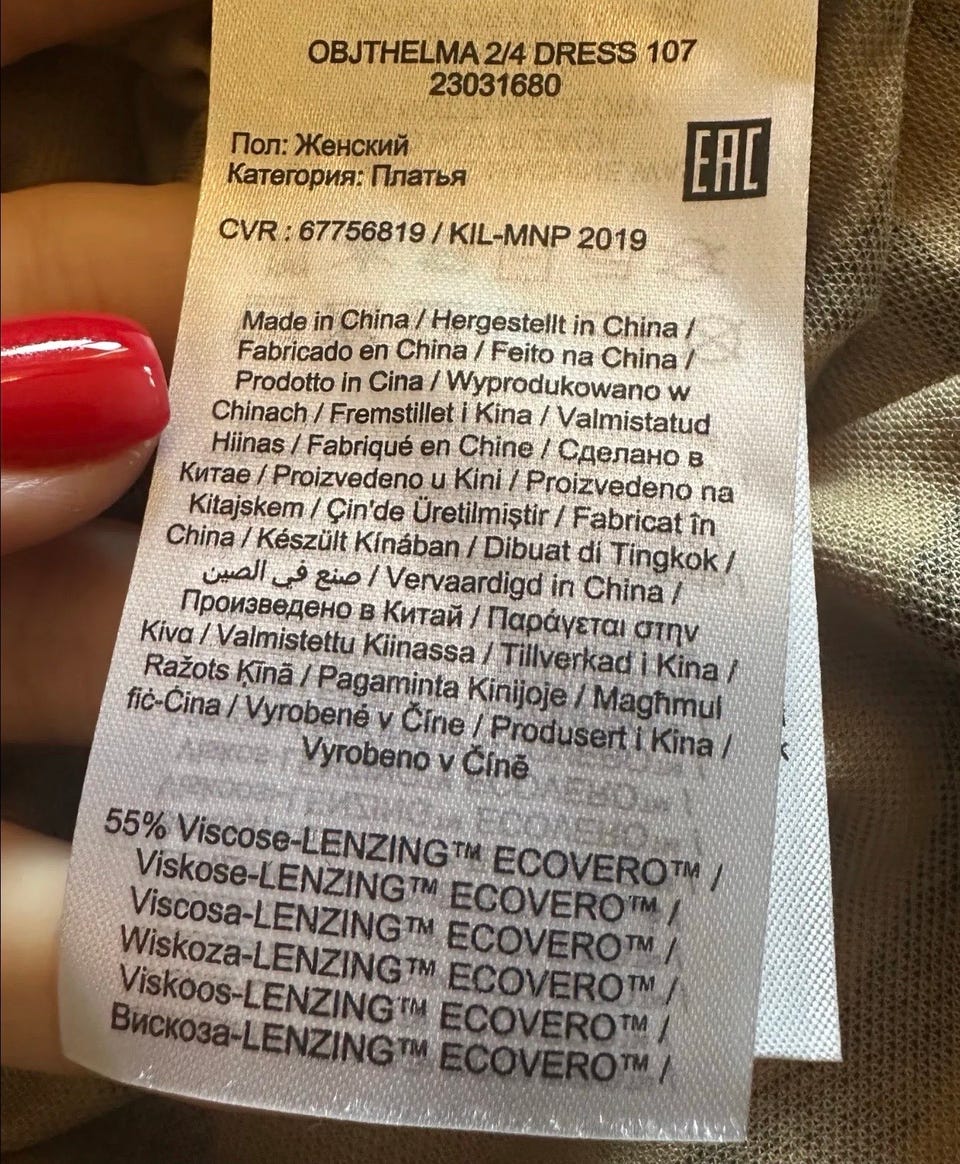 OBJTHELMA 2/4 DRESS 107
23031680
Пол: Женский
Категория: Платья
EAC
CVR : 67756819 / KIL-MNP 2019
Made in China / Hergestellt in China /
Fabricado en China / Feito na China /
Prodotto in Cina / Wyprodukowano w
Chinach / Fremstillet i Kina / Valmistatud
Hiinas / Fabriqué en Chine / Сделано в
Китае / Proizvedeno u Kini / Proizvedeno na
Kitajskem / Çin'de Üretilmiştir / Fabricat în
China / Készült Kínában / Dibuat di Tingkok /
صنع في الصين / Vervaardigd in China /
Произведено в Китай / Παράγεται στην
Κίνα / Valmistettu Kiinassa / Tillverkad i Kina /
Ražots Ķīnā / Pagaminta Kinijoje / Magħmul
fiċ-Ċina / Vyrobené v Číne / Produsert i Kina /
Vyrobeno v Číně
55% Viscose-LENZING™ ECOVERO™ /
Viskose-LENZING™ ECOVERO™ /
Viscosa-LENZING™ ECOVERO™ /
Wiskoza-LENZING™ ECOVERO™ /
Viskoos-LENZING™ ECOVERO™ /
Вискоза-LENZING™ ECOVERO™ /